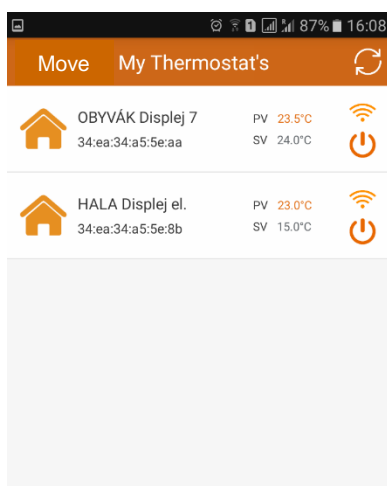 1 87% 16:08
Move My Thermostat's
OBYVÁK Displej 7 PV 23.5°C
34:ea:34:a5:5e:aa SV 24.0°C
HALA Displej el. PV 23.0°C
34:ea:34:a5:5e:8b SV 15.0°C